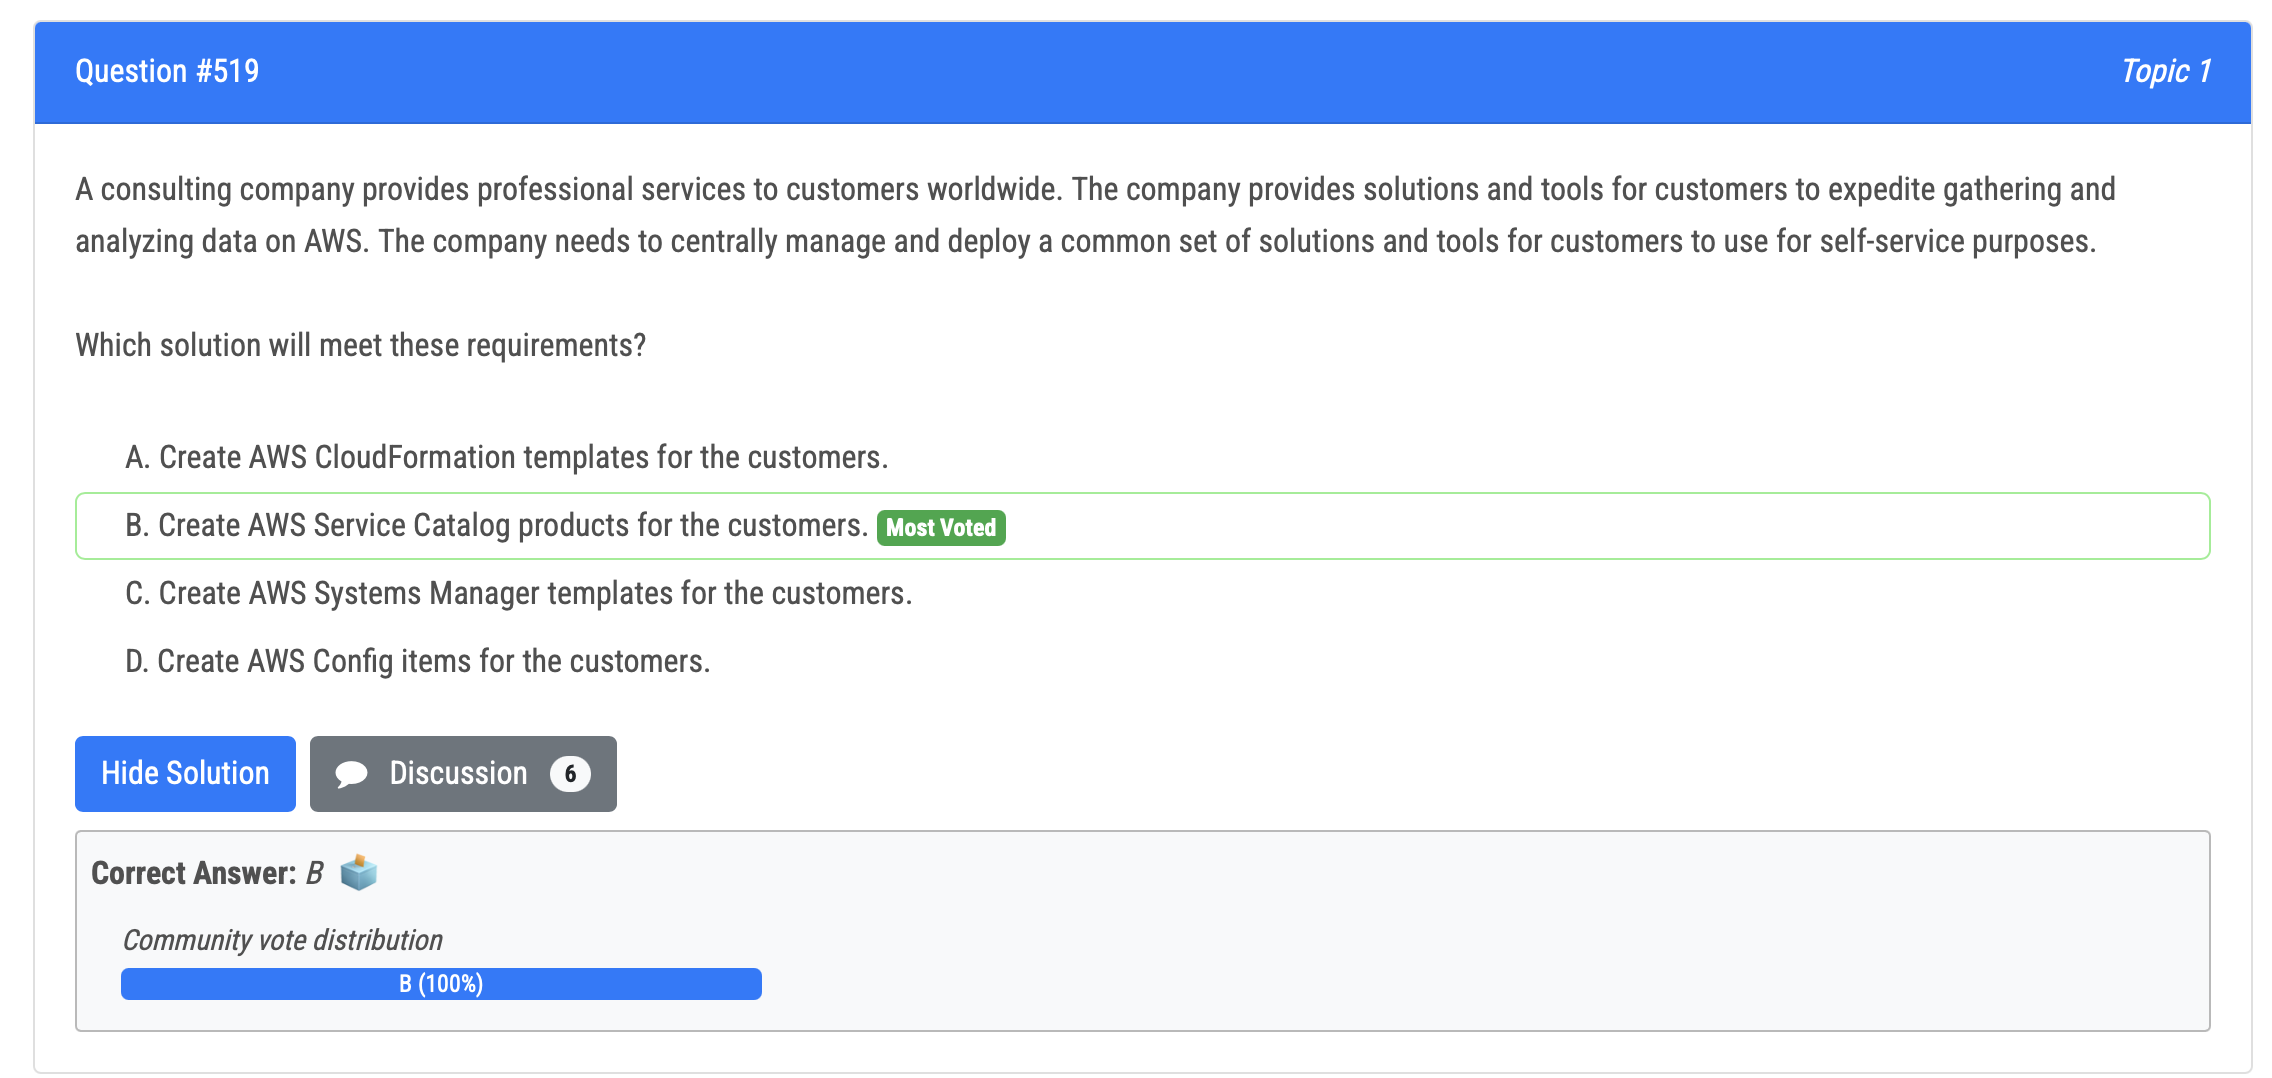 Question #519
Topic 1
A consulting company provides professional services to customers worldwide. The company provides solutions and tools for customers to expedite gathering and
analyzing data on AWS. The company needs to centrally manage and deploy a common set of solutions and tools for customers to use for self-service purposes.
Which solution will meet these requirements?
A. Create AWS CloudFormation templates for the customers.
B. Create AWS Service Catalog products for the customers. Most Voted
C. Create AWS Systems Manager templates for the customers.
D. Create AWS Config items for the customers.
Hide Solution
Discussion 6
Correct Answer: B
Community vote distribution
B (100%)